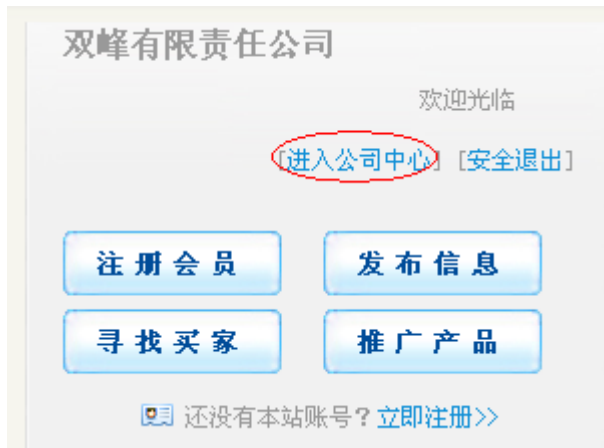 双峰有限责任公司
欢迎光临
[进入公司中心] [安全退出]
注册会员 发布信息
寻找买家 推广产品
还没有本站账号？立即注册>>